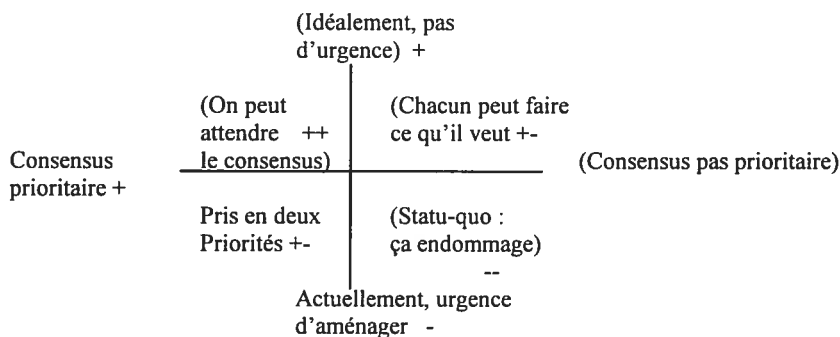 (Idéalement, pas
d'urgence) +
(On peut
attendre ++
le consensus)
(Chacun peut faire
ce qu'il veut +-
Consensus
prioritaire +
(Consensus pas prioritaire)
Pris en deux
Priorités +-
(Statu-quo :
ça endommage)
--
Actuellement, urgence
d'aménager -